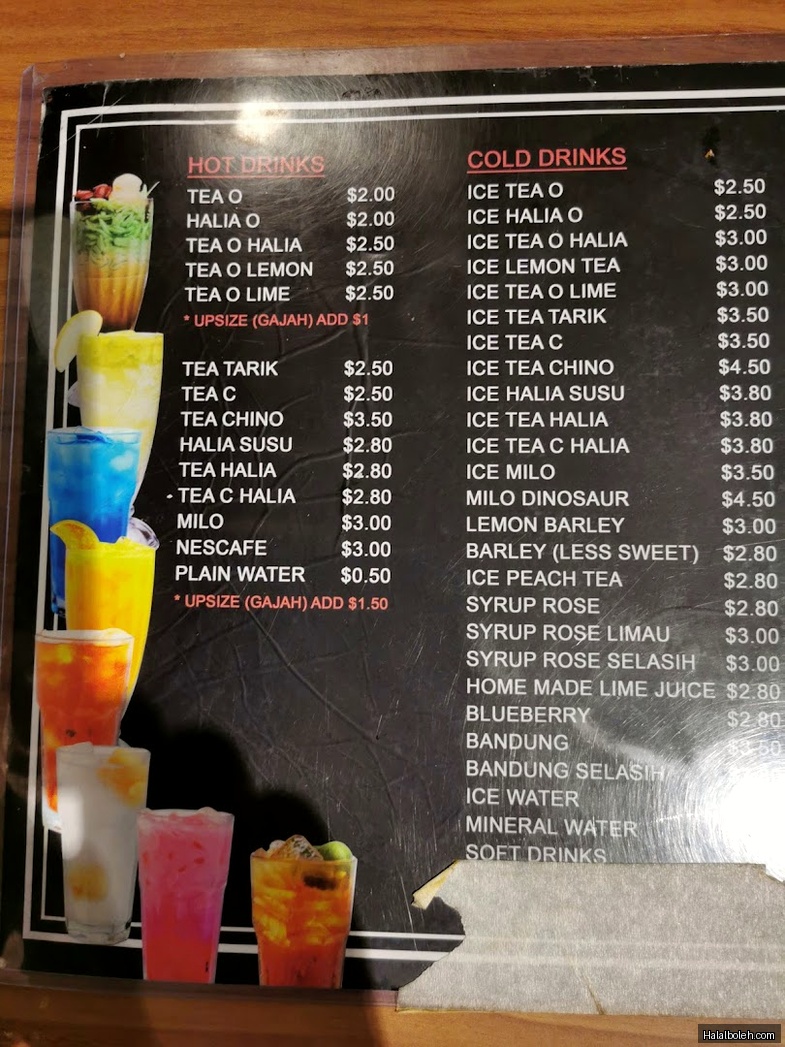 HOT DRINKS
TEA O $2.00
HALIA O $2.00
TEA O HALIA $2.50
TEA O LEMON $2.50
TEA O LIME $2.50
* UPSIZE (GAJAH) ADD $1
TEA TARIK $2.50
TEA C $2.50
TEA CHINO $3.50
HALIA SUSU $2.80
TEA HALIA $2.80
TEA C HALIA $2.80
MILO $3.00
NESCAFE $3.00
PLAIN WATER $0.50
* UPSIZE (GAJAH) ADD $1.50
COLD DRINKS
ICE TEA O $2.50
ICE HALIA O $2.50
ICE TEA O HALIA $3.00
ICE LEMON TEA $3.00
ICE TEA O LIME $3.00
ICE TEA TARIK $3.50
ICE TEA C $3.50
ICE TEA CHINO $4.50
ICE HALIA SUSU $3.80
ICE TEA HALIA $3.80
ICE TEA C HALIA $3.80
ICE MILO $3.50
MILO DINOSAUR $4.50
LEMON BARLEY $3.00
BARLEY (LESS SWEET) $2.80
ICE PEACH TEA $2.80
SYRUP ROSE $2.80
SYRUP ROSE LIMAU $3.00
SYRUP ROSE SELASIH $3.00
HOME MADE LIME JUICE $2.80
BLUEBERRY $2.80
BANDUNG $3.50
BANDUNG SELASIH
ICE WATER
MINERAL WATER
SOFT DRINKS
Halalboleh.com